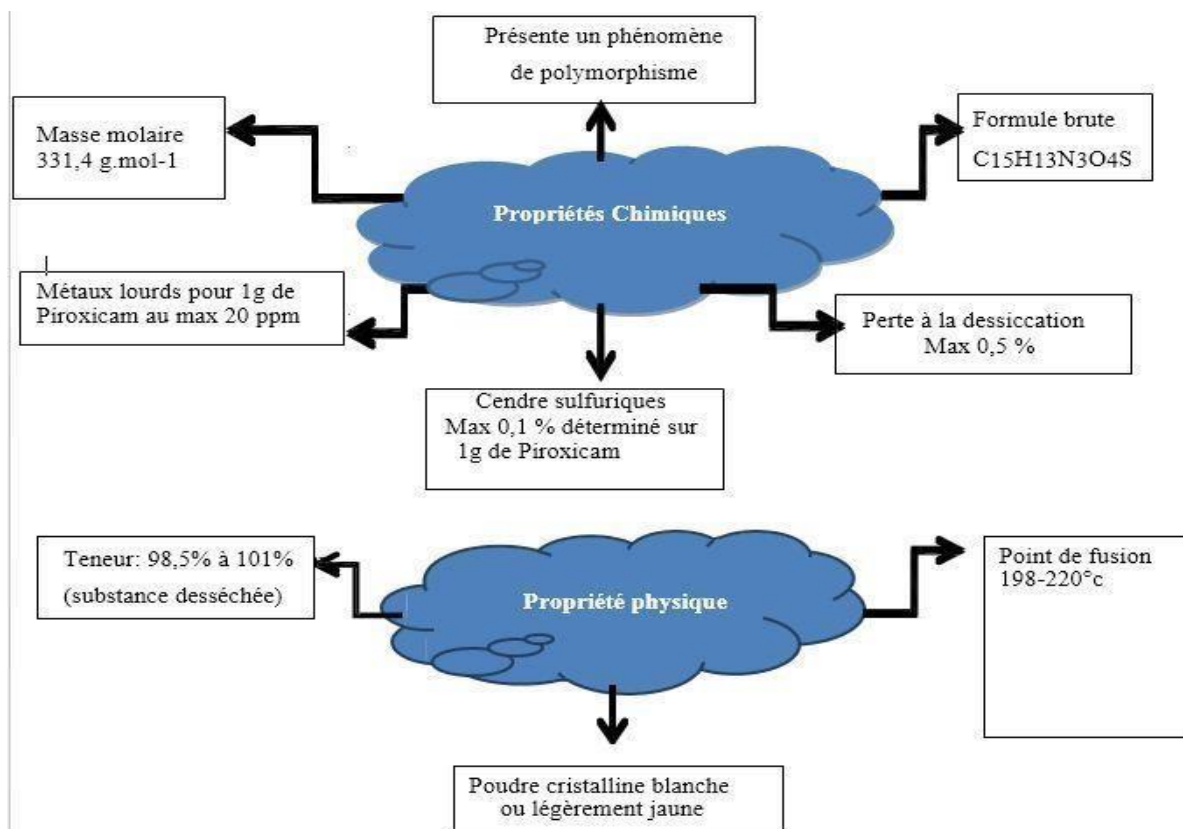 Présente un phénomène
de polymorphisme
Masse molaire
331,4 g.mol-1
Formule brute
C15H13N3O4S
Propriétés Chimiques
Métaux lourds pour 1g de
Piroxicam au max 20 ppm
Perte à la dessiccation
Max 0,5 %
Cendre sulfuriques
Max 0,1 % déterminé sur
1g de Piroxicam
Teneur: 98,5% à 101%
(substance desséchée)
Propriété physique
Point de fusion
198-220°c
Poudre cristalline blanche
ou légèrement jaune